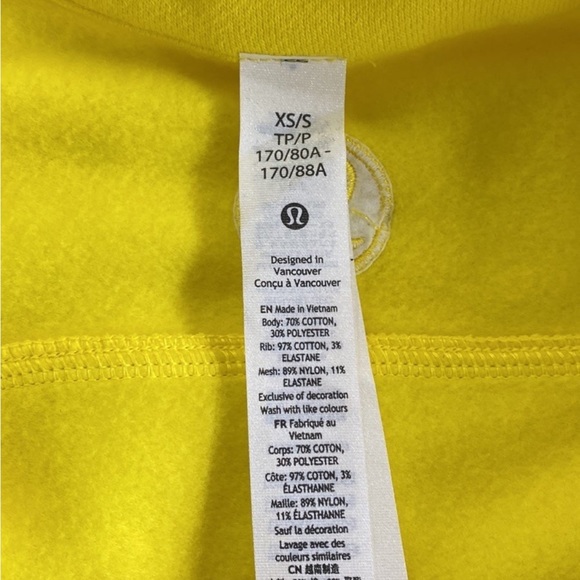 XS/S
TP/P
170/80A -
170/88A
Designed in
Vancouver
Conçu à Vancouver
EN Made in Vietnam
Body: 70% COTTON,
30% POLYESTER
Rib: 97% COTTON, 3%
ELASTANE
Mesh: 89% NYLON, 11%
ELASTANE
Exclusive of decoration
Wash with like colours
FR Fabriqué au
Vietnam
Corps: 70% COTON,
30% POLYESTER
Côte: 97% COTON, 3%
ÉLASTHANNE
Maille: 89% NYLON,
11% ÉLASTHANNE
Sauf la décoration
Lavage avec des
couleurs similaires
CN 越南制造